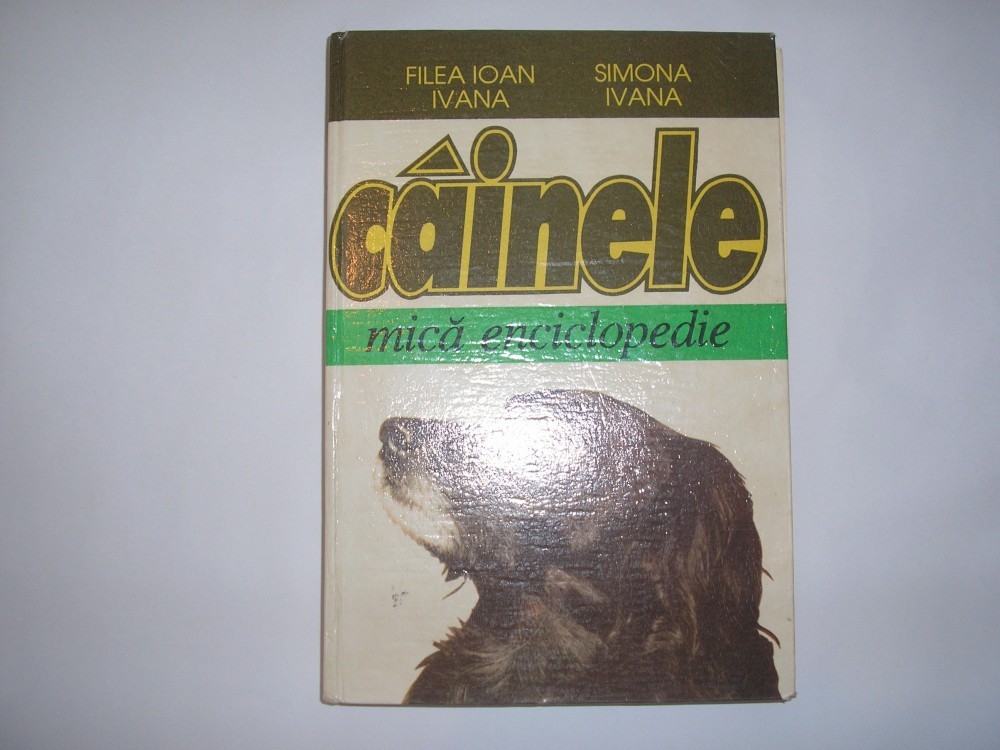 FILEA IOAN
IVANA
SIMONA
IVANA
câinele
mică enciclopedie